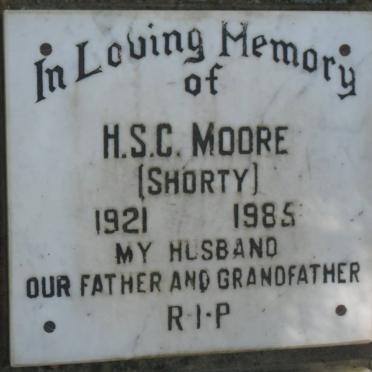 In Loving Memory
of
H.S.C. MOORE
(SHORTY)
1921 1985
MY HUSBAND
OUR FATHER AND GRANDFATHER
R·I·P